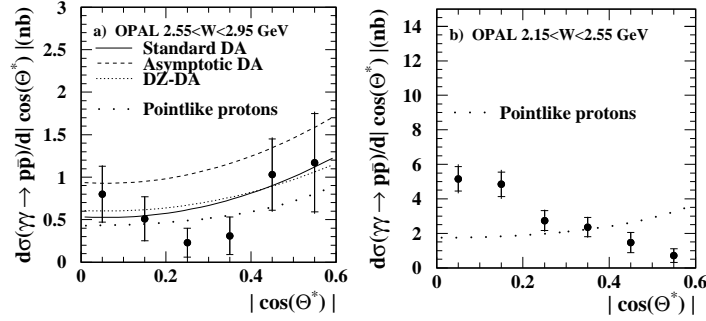 a) OPAL 2.55<W<2.95 GeV
Standard DA
Asymptotic DA
DZ-DA
Pointlike protons
dσ(γγ → pp̄)/d| cos(Θ*) |(nb)
3
2.5
2
1.5
1
0.5
0
0 0.2 0.4 0.6
| cos(Θ*) |
b) OPAL 2.15<W<2.55 GeV
Pointlike protons
dσ(γγ → pp̄)/d| cos(Θ*) |(nb)
14
12
10
8
6
4
2
0
0 0.2 0.4 0.6
| cos(Θ*) |